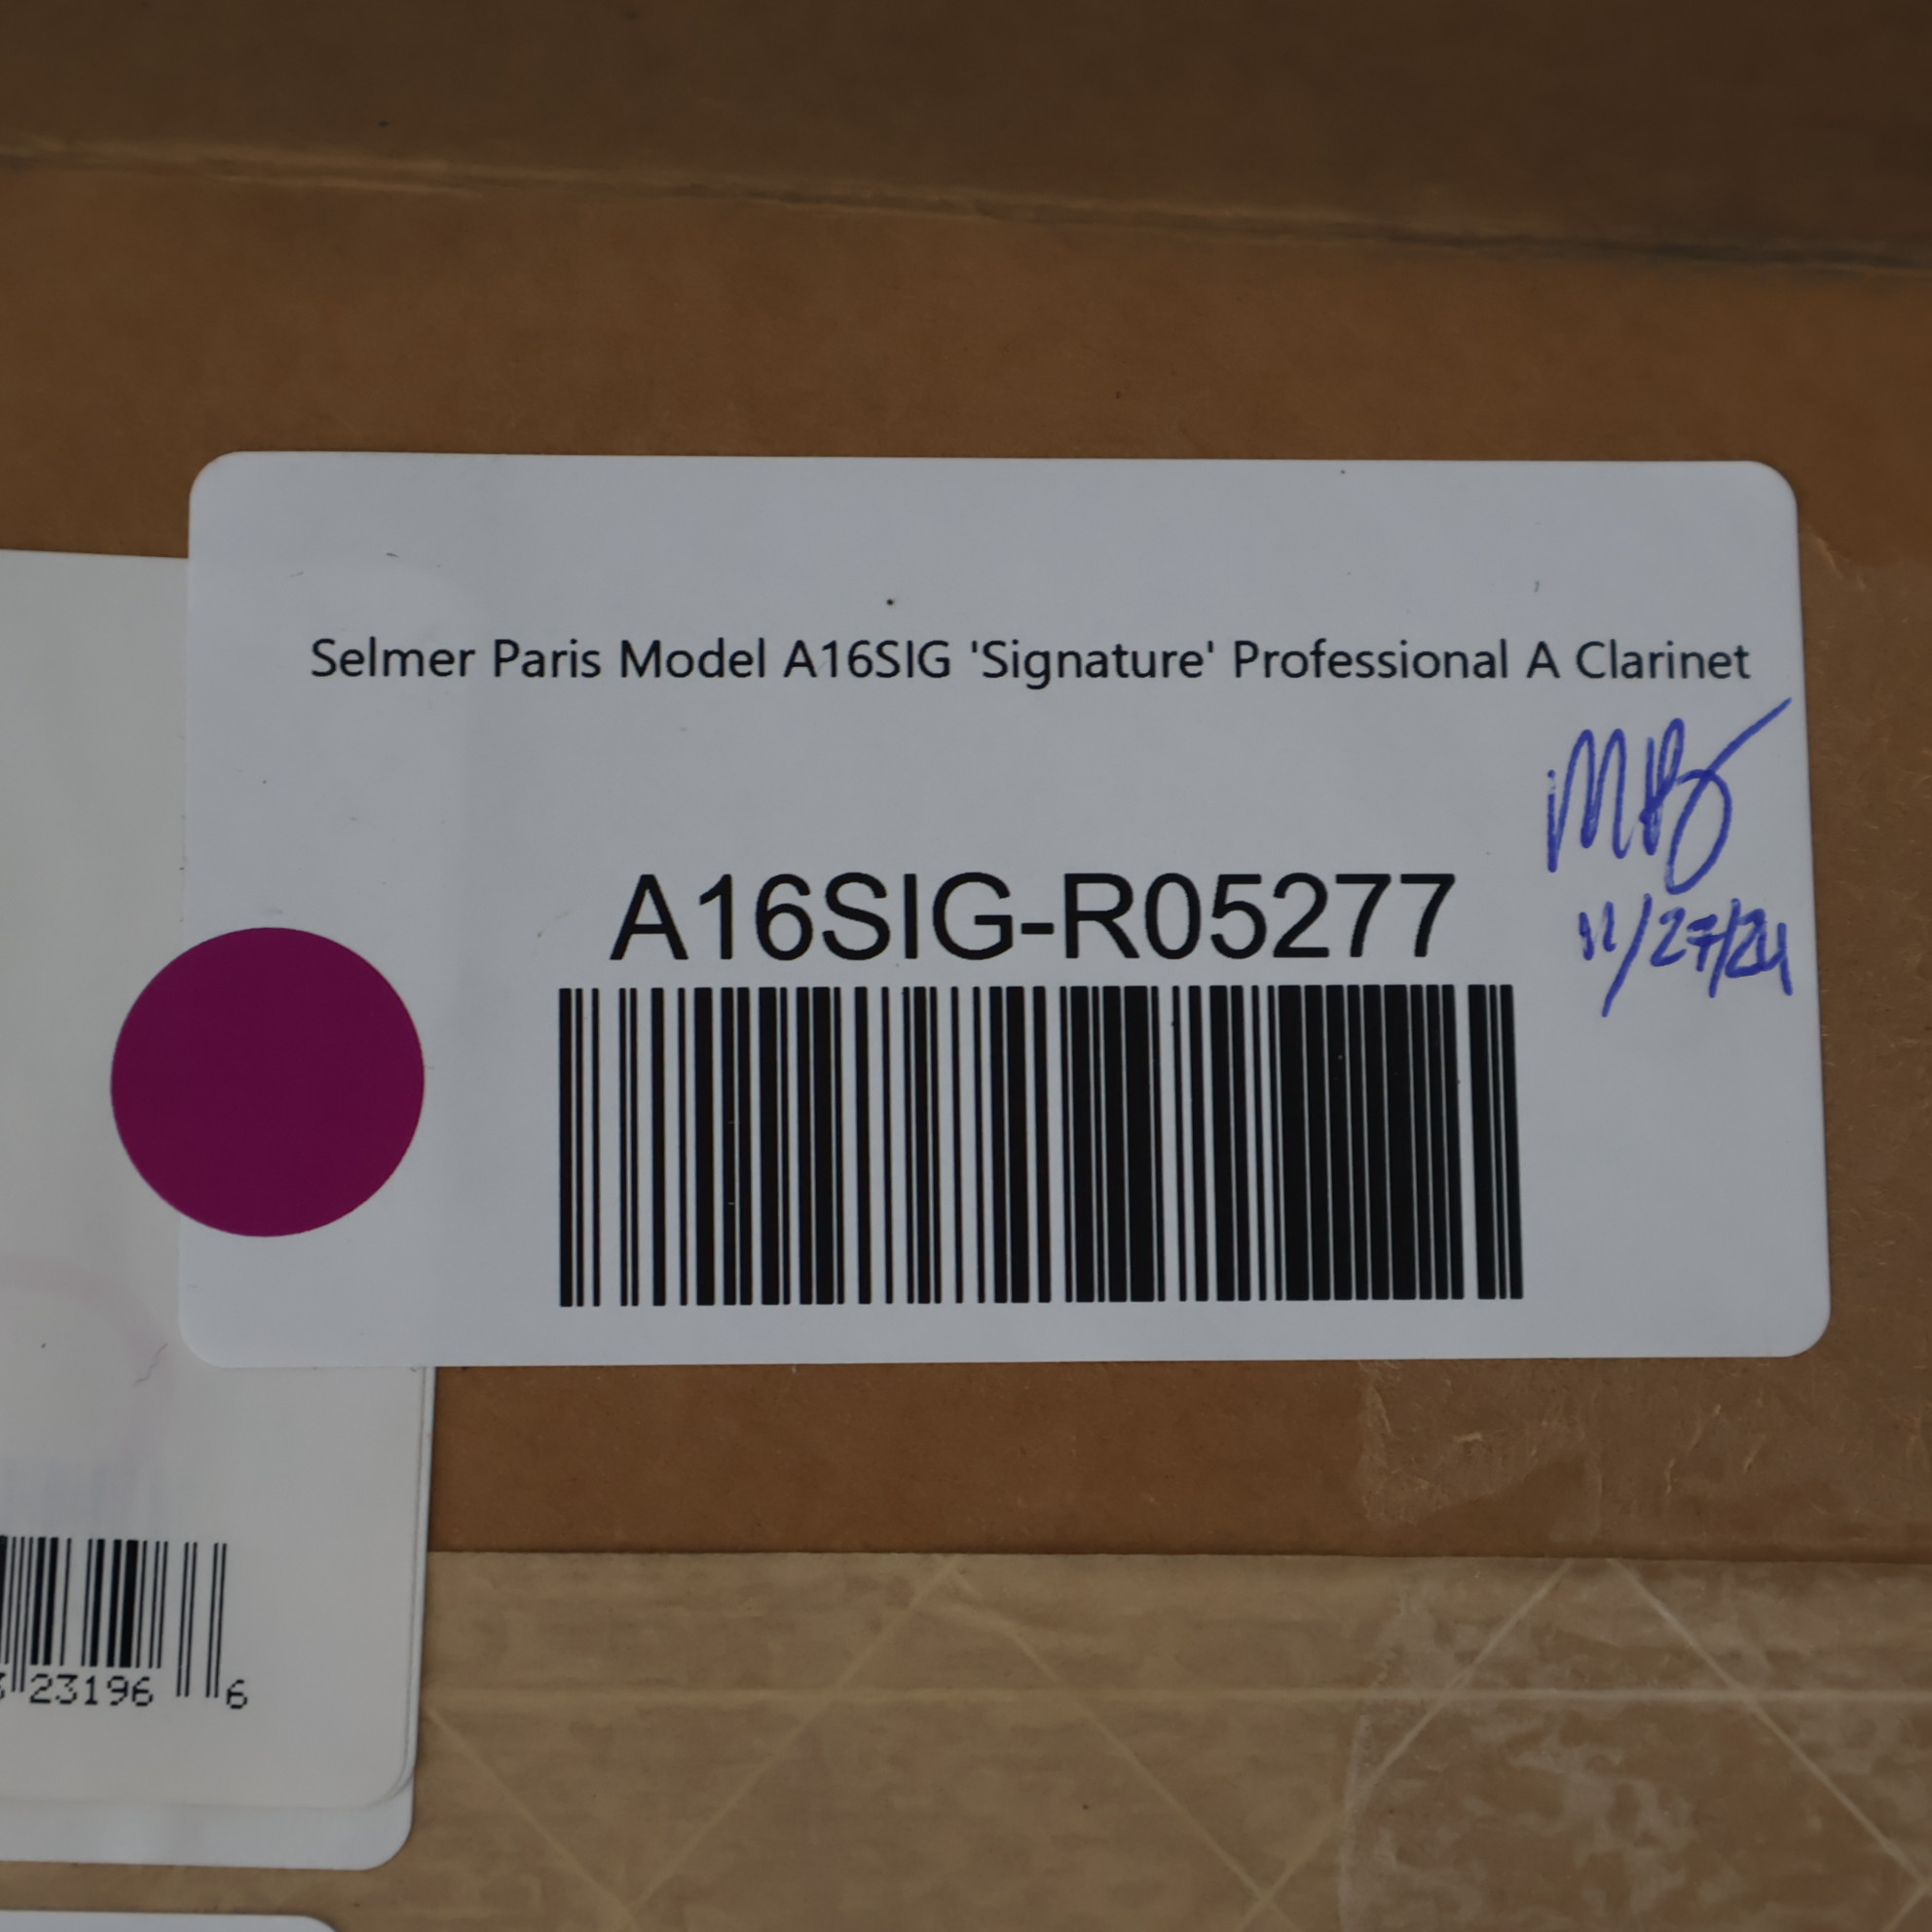 Selmer Paris Model A16SIG 'Signature' Professional A Clarinet
A16SIG-R05277
11/27/24
23196 6